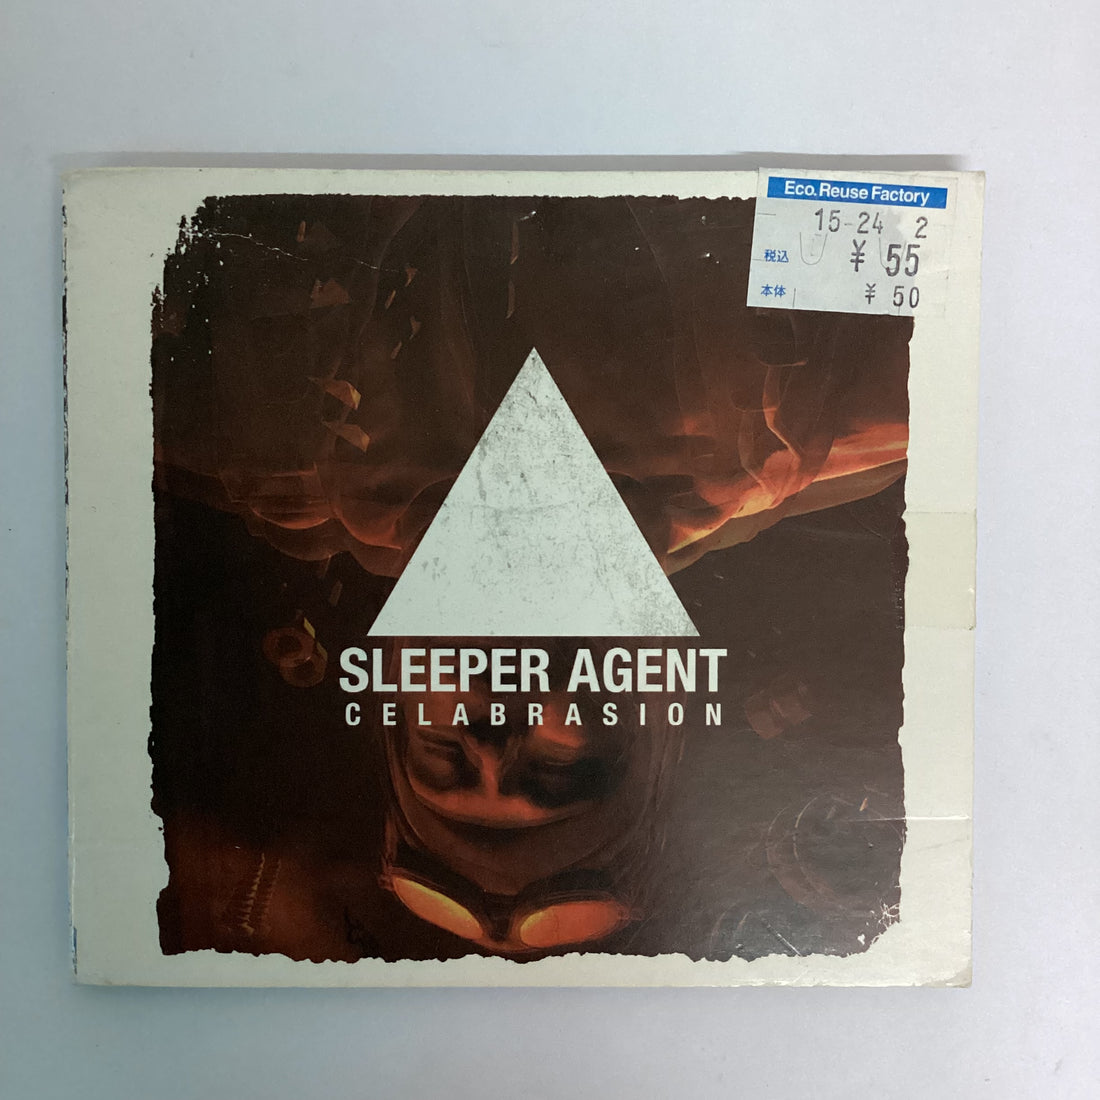 Eco. Reuse Factory
15-24 2
税込 ¥ 55
本体 ¥ 50
SLEEPER AGENT
CELABRASION